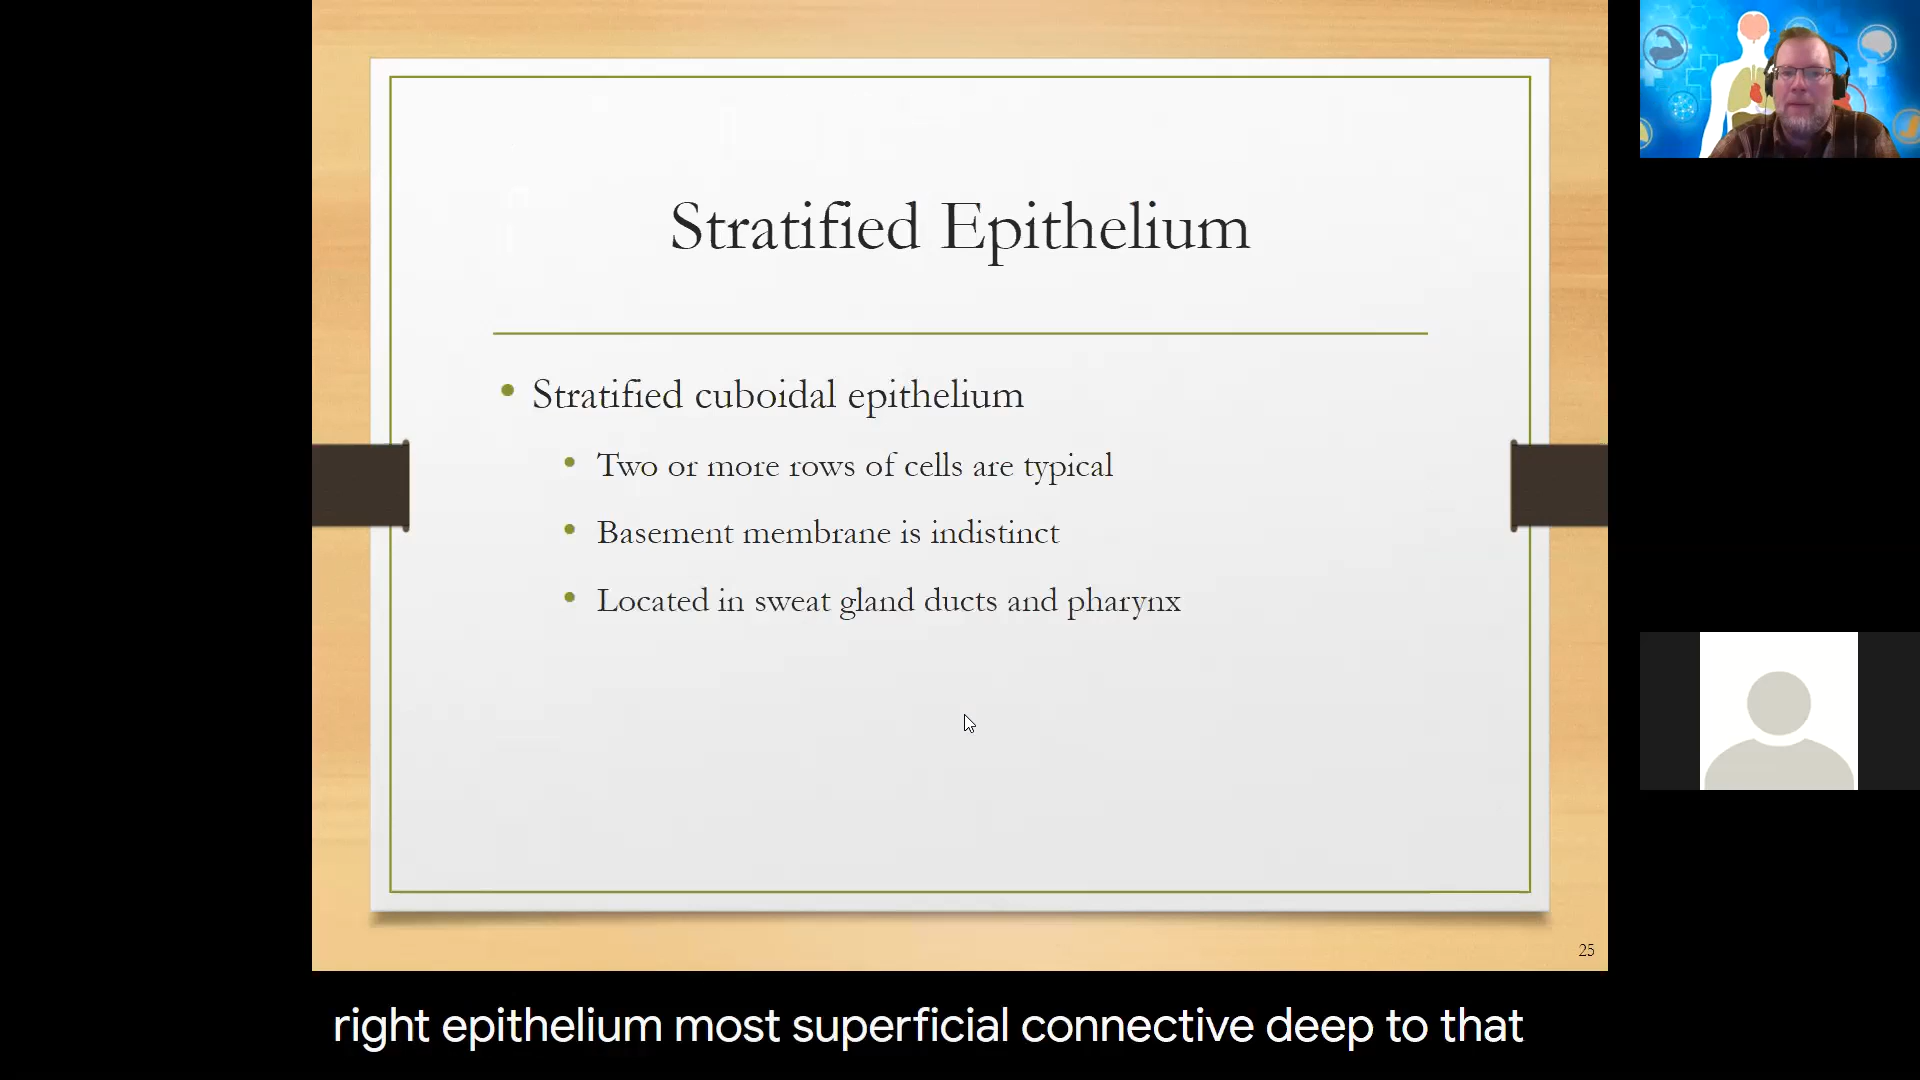 Stratified Epithelium
• Stratified cuboidal epithelium
• Two or more rows of cells are typical
• Basement membrane is indistinct
• Located in sweat gland ducts and pharynx
25
right epithelium most superficial connective deep to that